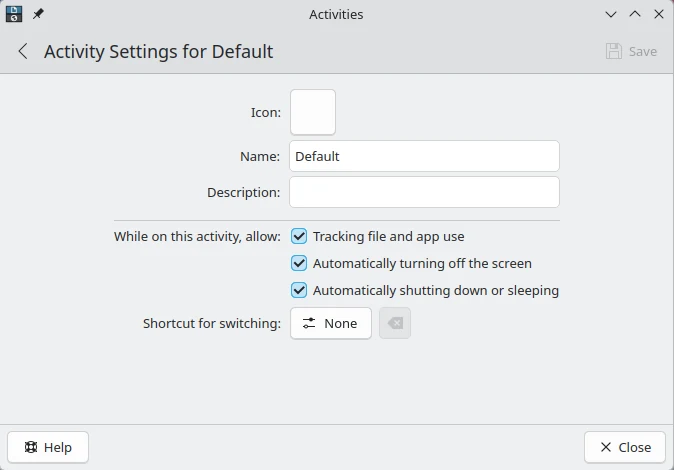 Activities
Activity Settings for Default
Save
Icon:
Name: Default
Description:
While on this activity, allow: Tracking file and app use
Automatically turning off the screen
Automatically shutting down or sleeping
Shortcut for switching: None
Help Close